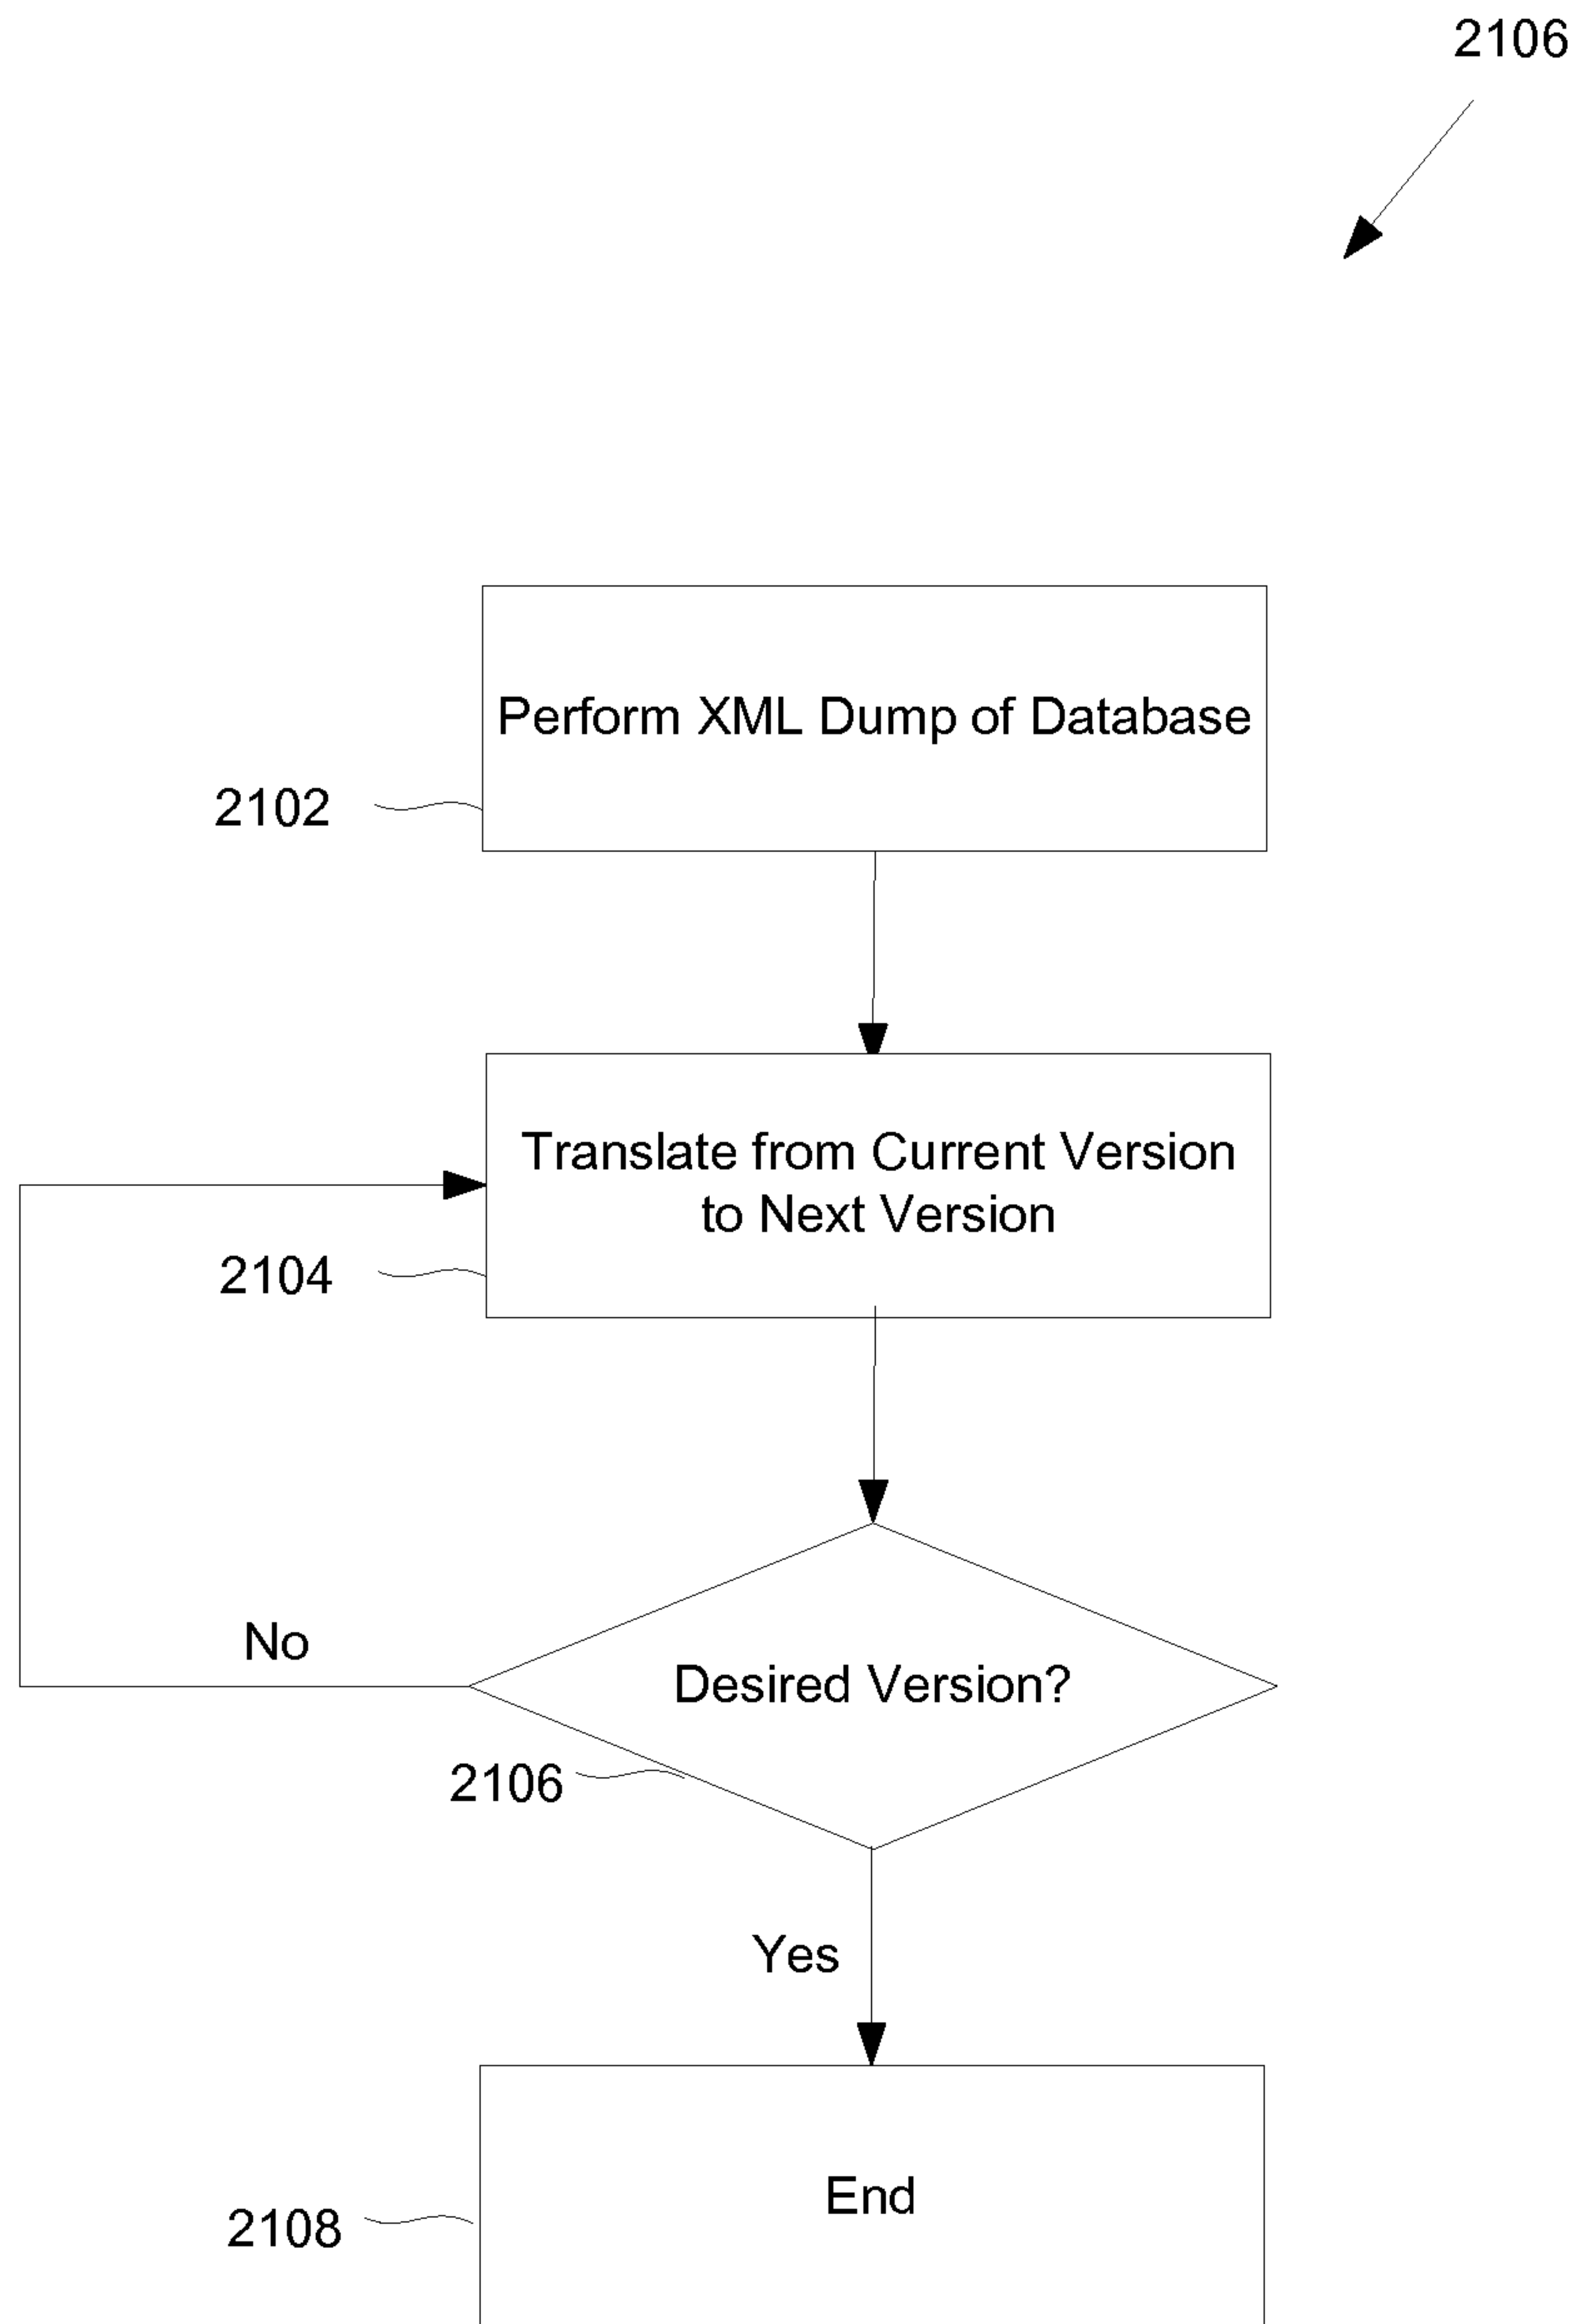 2106
Perform XML Dump of Database
2102
Translate from Current Version
to Next Version
2104
No
Desired Version?
2106
Yes
End
2108